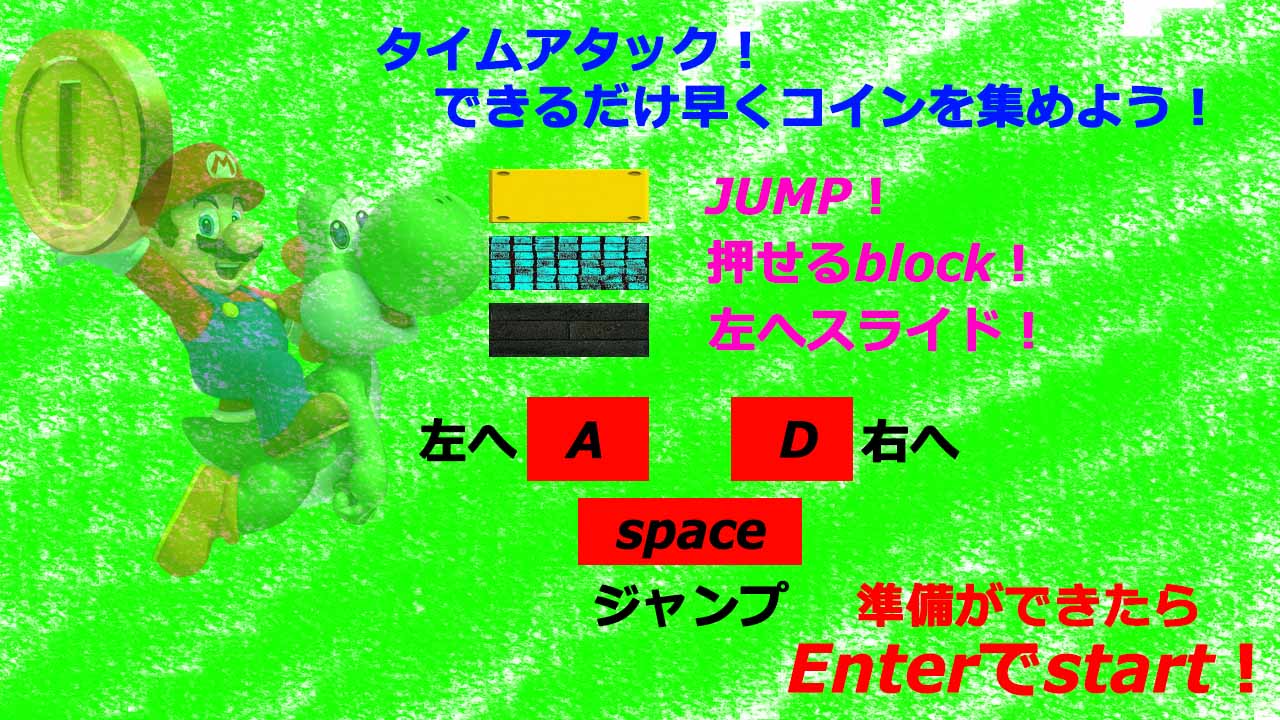 タイムアタック！
できるだけ早くコインを集めよう！
JUMP！
押せるblock！
左へスライド！
左へ A D 右へ
space
ジャンプ
準備ができたら
Enterでstart！
M